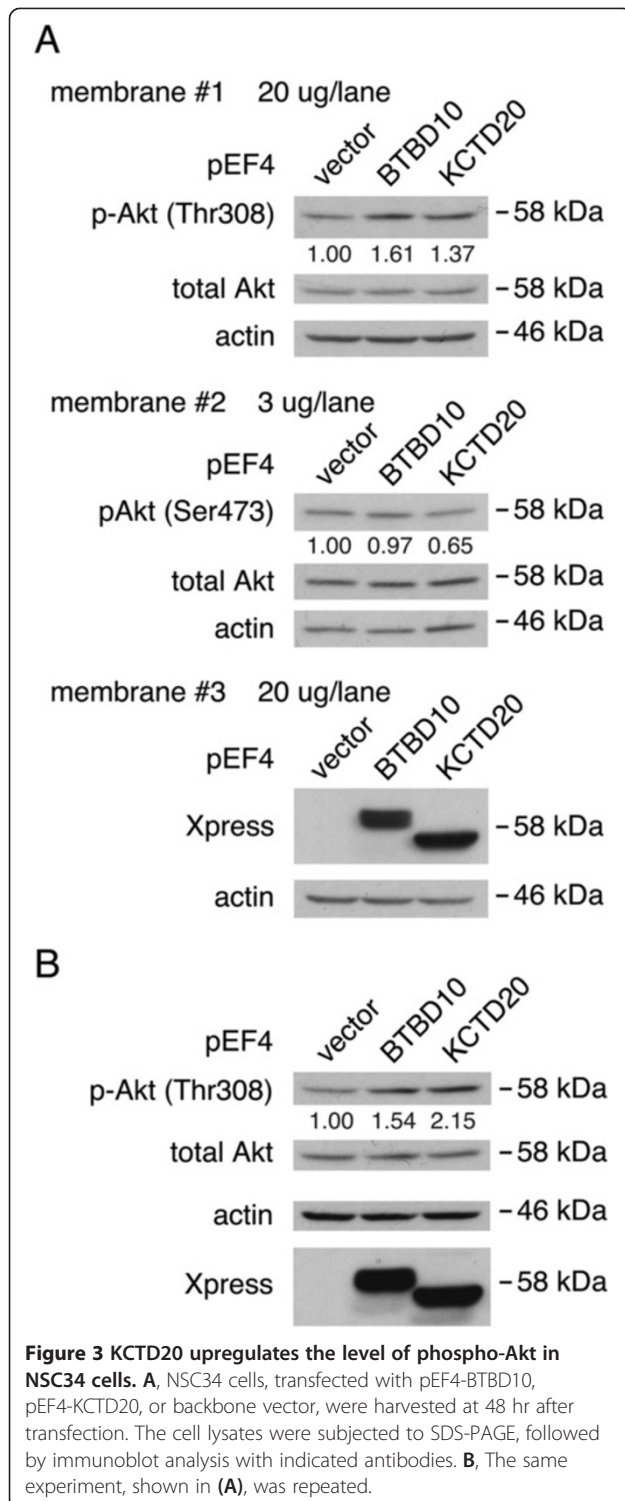 A
membrane #1 20 ug/lane
pEF4 vector BTBD10 KCTD20
p-Akt (Thr308) -58 kDa
1.00 1.61 1.37
total Akt -58 kDa
actin -46 kDa
membrane #2 3 ug/lane
pEF4 vector BTBD10 KCTD20
pAkt (Ser473) -58 kDa
1.00 0.97 0.65
total Akt -58 kDa
actin -46 kDa
membrane #3 20 ug/lane
pEF4 vector BTBD10 KCTD20
Xpress -58 kDa
actin -46 kDa
B
pEF4 vector BTBD10 KCTD20
p-Akt (Thr308) -58 kDa
1.00 1.54 2.15
total Akt -58 kDa
actin -46 kDa
Xpress -58 kDa
Figure 3 KCTD20 upregulates the level of phospho-Akt in
NSC34 cells. A, NSC34 cells, transfected with pEF4-BTBD10,
pEF4-KCTD20, or backbone vector, were harvested at 48 hr after
transfection. The cell lysates were subjected to SDS-PAGE, followed
by immunoblot analysis with indicated antibodies. B, The same
experiment, shown in (A), was repeated.